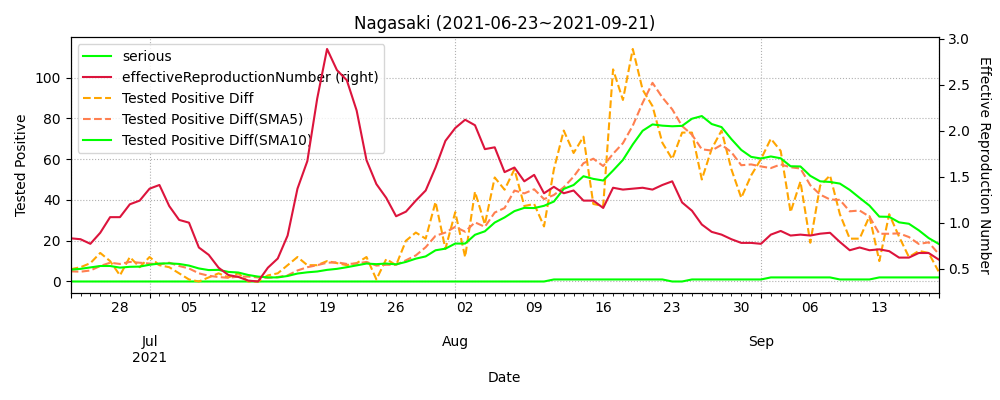 Nagasaki (2021-06-23~2021-09-21)
serious
effectiveReproductionNumber (right)
Tested Positive Diff
Tested Positive Diff(SMA5)
Tested Positive Diff(SMA10)
Tested Positive
100
80
60
40
20
0
3.0
2.5
2.0
1.5
1.0
0.5
Effective Reproduction Number
28 05 12 19 26 02 09 16 23 30 06 13
Jul Aug Sep
2021
Date